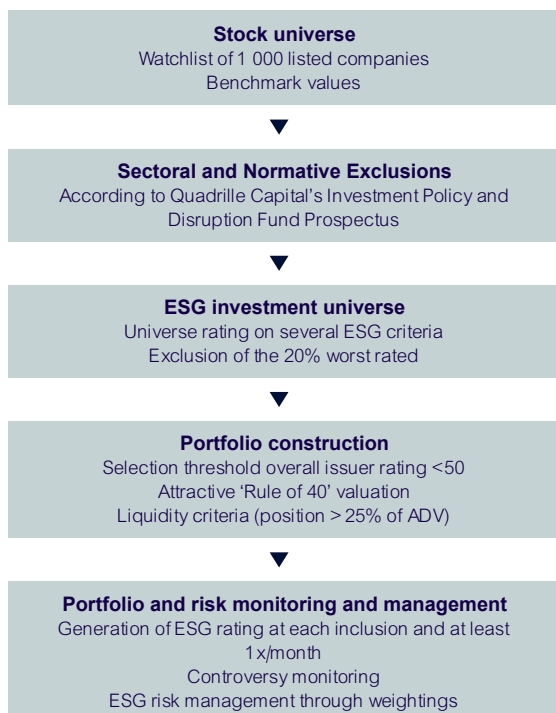 Stock universe
Watchlist of 1 000 listed companies
Benchmark values
Sectoral and Normative Exclusions
According to Quadrille Capital's Investment Policy and
Disruption Fund Prospectus
ESG investment universe
Universe rating on several ESG criteria
Exclusion of the 20% worst rated
Portfolio construction
Selection threshold overall issuer rating <50
Attractive 'Rule of 40' valuation
Liquidity criteria (position > 25% of ADV)
Portfolio and risk monitoring and management
Generation of ESG rating at each inclusion and at least
1x/month
Controversy monitoring
ESG risk management through weightings